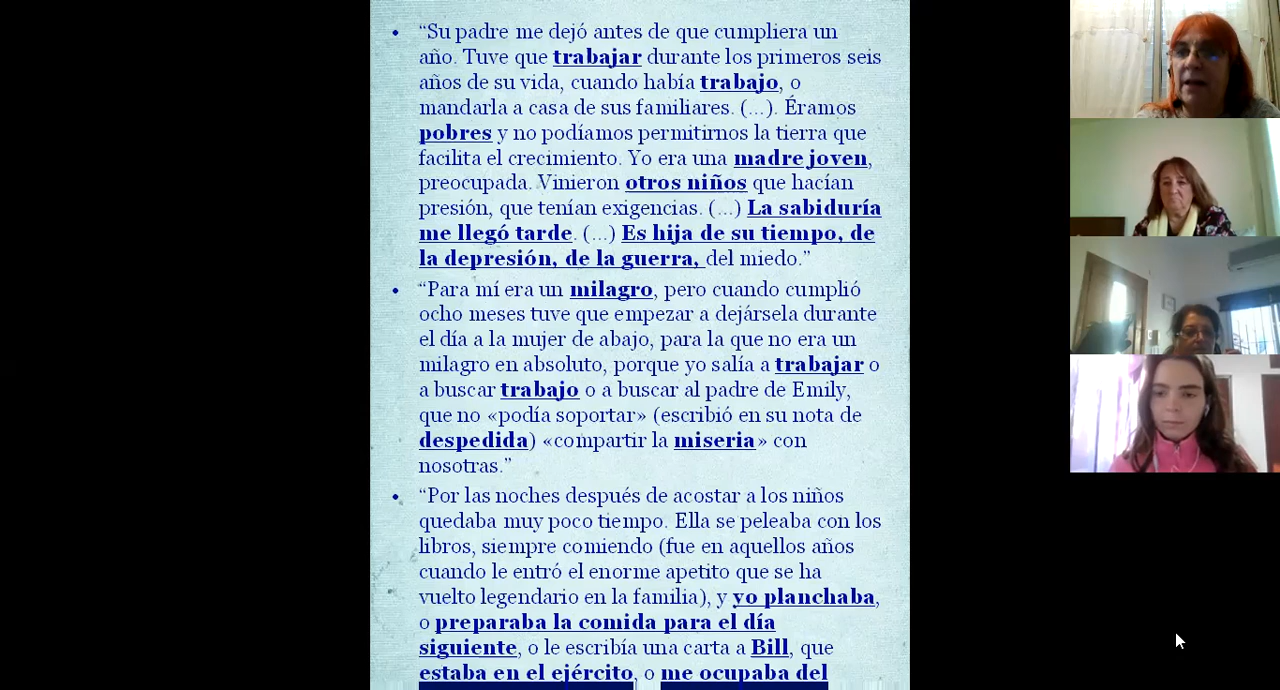 • “Su padre me dejó antes de que cumpliera un
año. Tuve que trabajar durante los primeros seis
años de su vida cuando había trabajo, o
mandarla a casa de sus familiares. (...). Éramos
pobres y no podíamos permitirnos la tierra que
facilita el crecimiento. Yo era una madre joven,
preocupada. Vinieron otros niños que hacían
presión, que tenían exigencias. (...) La sabiduría
me llegó tarde. (...) Es hija de su tiempo, de
la depresión, de la guerra, del miedo.”
• “Para mí era un milagro, pero cuando cumplió
ocho meses tuve que empezar a dejársela durante
el día a la mujer de abajo, para la que no era un
milagro en absoluto, porque yo salía a trabajar o
a buscar trabajo o a buscar al padre de Emily,
que «no podía soportar» (escribió en su nota de
despedida) «compartir la miseria» con
nosotras.”
• “Por las noches después de acostar a los niños
quedaba muy poco tiempo. Ella se peleaba con los
libros, siempre comiendo (fue en aquellos años
cuando le entró el enorme apetito que se ha
vuelto legendario en la familia), y yo planchaba,
o preparaba la comida para el día
siguiente, o le escribía una carta a Bill, que
estaba en el ejército, o me ocupaba del